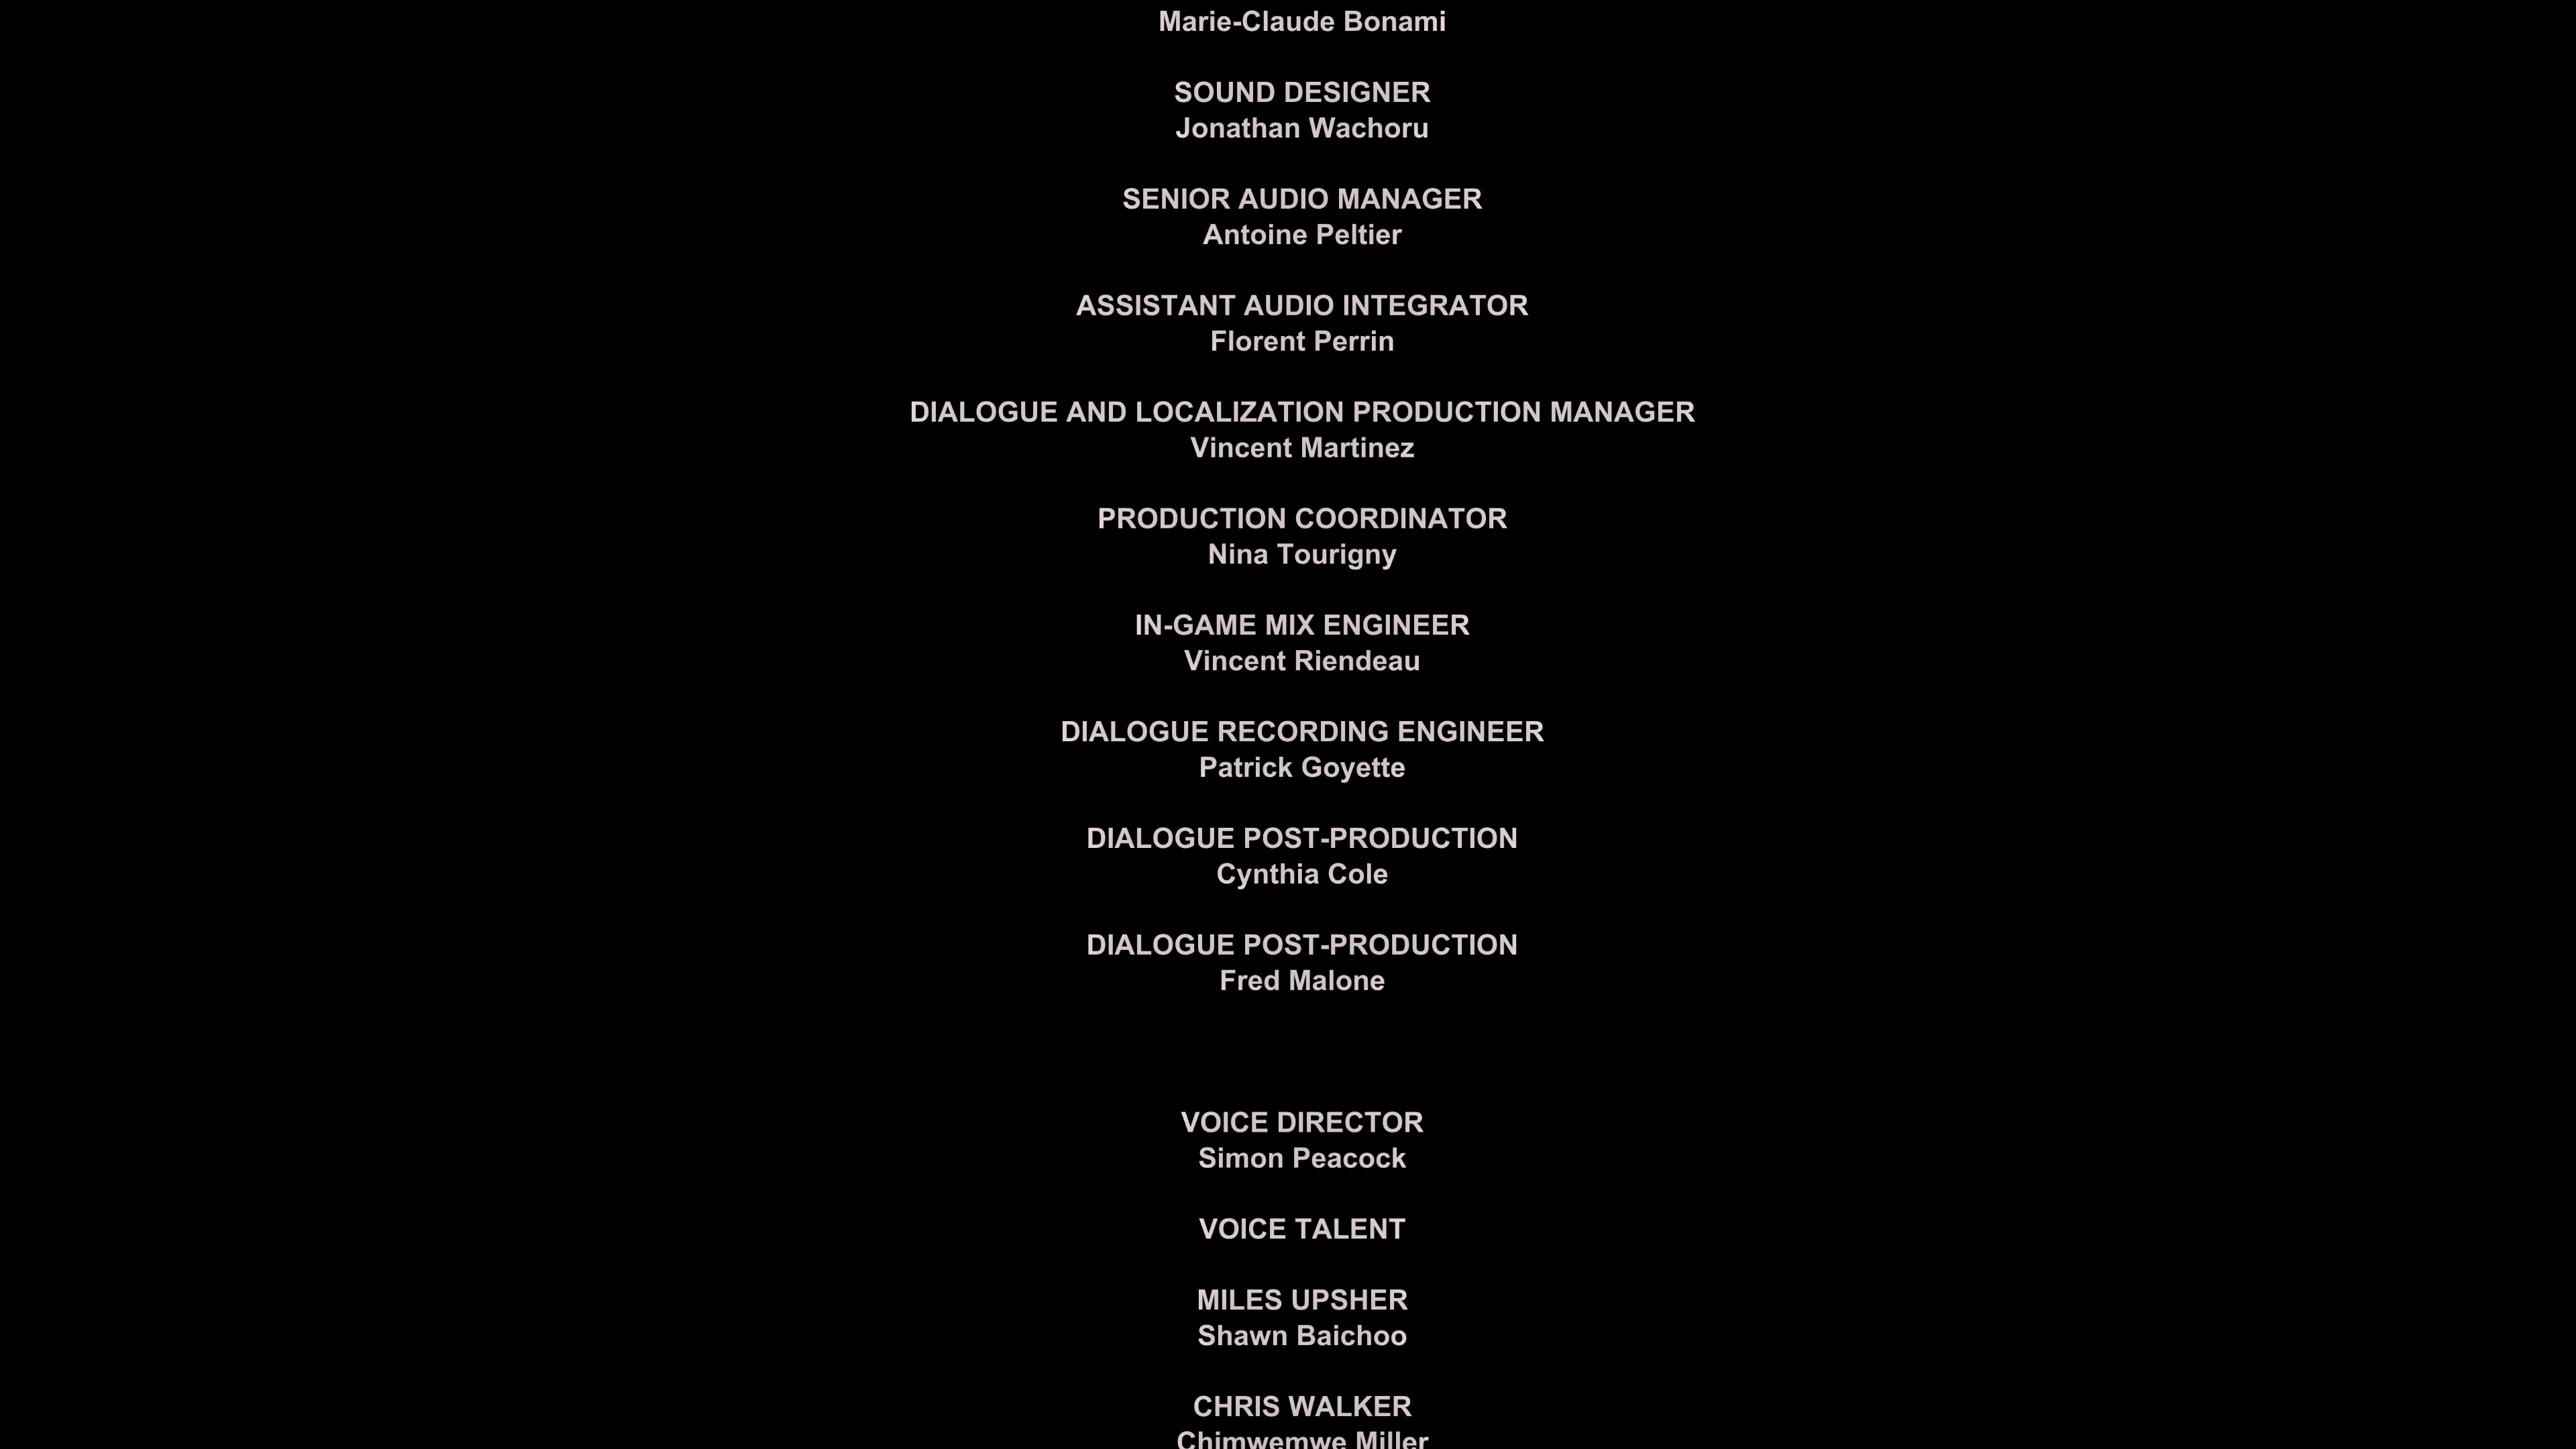 Marie-Claude Bonami
SOUND DESIGNER
Jonathan Wachoru
SENIOR AUDIO MANAGER
Antoine Peltier
ASSISTANT AUDIO INTEGRATOR
Florent Perrin
DIALOGUE AND LOCALIZATION PRODUCTION MANAGER
Vincent Martinez
PRODUCTION COORDINATOR
Nina Tourigny
IN-GAME MIX ENGINEER
Vincent Riendeau
DIALOGUE RECORDING ENGINEER
Patrick Goyette
DIALOGUE POST-PRODUCTION
Cynthia Cole
DIALOGUE POST-PRODUCTION
Fred Malone
VOICE DIRECTOR
Simon Peacock
VOICE TALENT
MILES UPSHER
Shawn Baichoo
CHRIS WALKER
Chimwemwe Miller